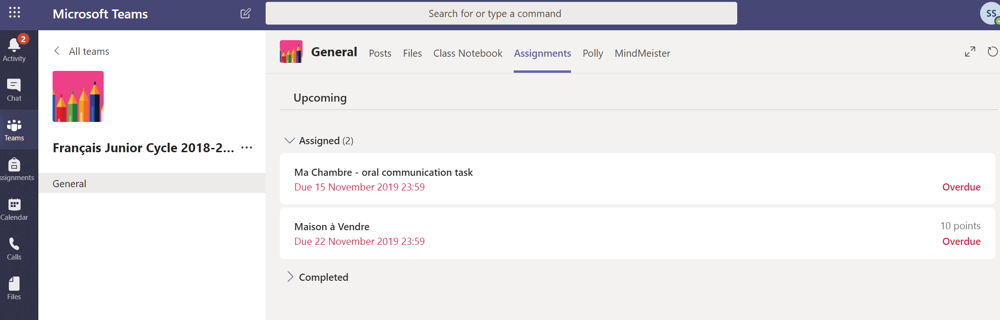 Microsoft Teams
Search for or type a command
SS
2
Activity
Chat
Teams
ssignments
Calendar
Calls
Files
All teams
Français Junior Cycle 2018-2... ···
General
General Posts Files Class Notebook Assignments Polly MindMeister
Upcoming
Assigned (2)
Ma Chambre - oral communication task
Due 15 November 2019 23:59
Overdue
Maison à Vendre
10 points
Due 22 November 2019 23:59
Overdue
Completed